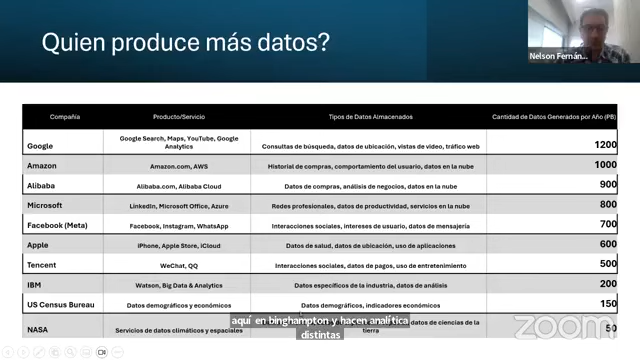 Quien produce más datos?
Nelson Fernán...
Compañía Producto/Servicio Tipos de Datos Almacenados Cantidad de Datos Generados por Año (PB)
Google Google Search, Maps, YouTube, Google Analytics Consultas de búsqueda, datos de ubicación, vistas de video, tráfico web 1200
Amazon Amazon.com, AWS Historial de compras, comportamiento del usuario, datos en la nube 1000
Alibaba Alibaba.com, Alibaba Cloud Datos de compras, análisis de negocios, datos en la nube 900
Microsoft LinkedIn, Microsoft Office, Azure Redes profesionales, datos de productividad, servicios en la nube 800
Facebook (Meta) Facebook, Instagram, WhatsApp Interacciones sociales, intereses de usuario, datos de mensajería 700
Apple iPhone, Apple Store, iCloud Datos de salud, datos de ubicación, uso de aplicaciones 600
Tencent WeChat, QQ Interacciones sociales, datos de pagos, uso de entretenimiento 500
IBM Watson, Big Data & Analytics Datos específicos de la industria, datos de análisis 200
US Census Bureau Datos demográficos y económicos Datos demográficos, indicadores económicos 150
NASA Servicios de datos climáticos y espaciales datos de ciencias de la tierra 50
aquí en binghampton y hacen analítica
distintas
zoom